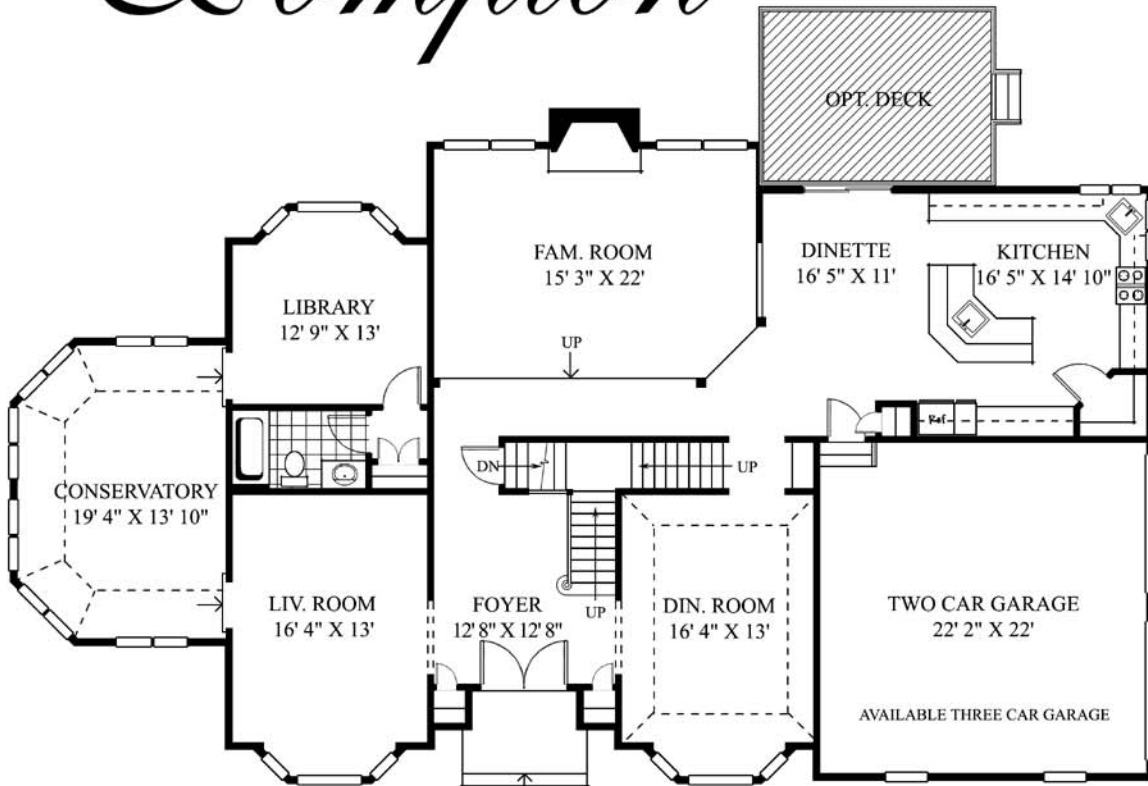 OPT. DECK
FAM. ROOM
15' 3" X 22'
DINETTE
16' 5" X 11'
KITCHEN
16' 5" X 14' 10"
LIBRARY
12' 9" X 13'
UP
Ref
DN
UP
CONSERVATORY
19' 4" X 13' 10"
LIV. ROOM
16' 4" X 13'
FOYER
12' 8" X 12' 8"
UP
DIN. ROOM
16' 4" X 13'
TWO CAR GARAGE
22' 2" X 22'
AVAILABLE THREE CAR GARAGE